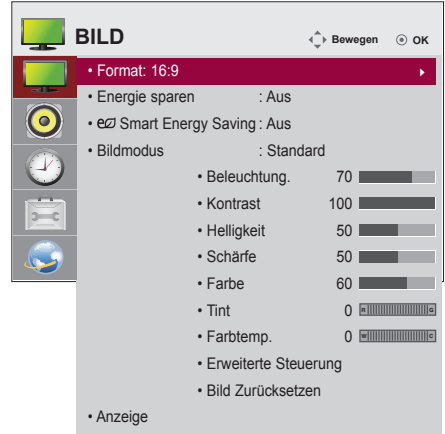 BILD
Bewegen
OK
• Format: 16:9
• Energie sparen : Aus
• Smart Energy Saving : Aus
• Bildmodus : Standard
• Beleuchtung. 70
• Kontrast 100
• Helligkeit 50
• Schärfe 50
• Farbe 60
• Tint 0 R G
• Farbtemp. 0 W C
• Erweiterte Steuerung
• Bild Zurücksetzen
• Anzeige